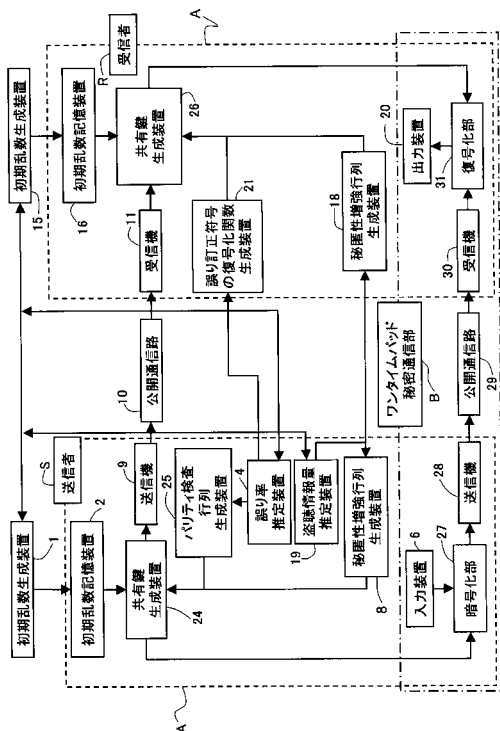 初期乱数生成装置
1
初期乱数生成装置
15
S
送信者
受信者
R
A
初期乱数記憶装置
2
初期乱数記憶装置
16
共有鍵
生成装置
24
送信機
9
公開通信路
10
受信機
11
共有鍵
生成装置
26
パリティ検査
行列
生成装置
25
誤り訂正符号
の復号化関数
生成装置
21
誤り率
推定装置
4
盗聴情報量
推定装置
19
秘匿性増強行列
生成装置
8
秘匿性増強行列
生成装置
18
ワンタイムパッド
秘密通信部
B
入力装置
6
出力装置
20
暗号化部
27
送信機
28
公開通信路
29
受信機
30
復号化部
31
A